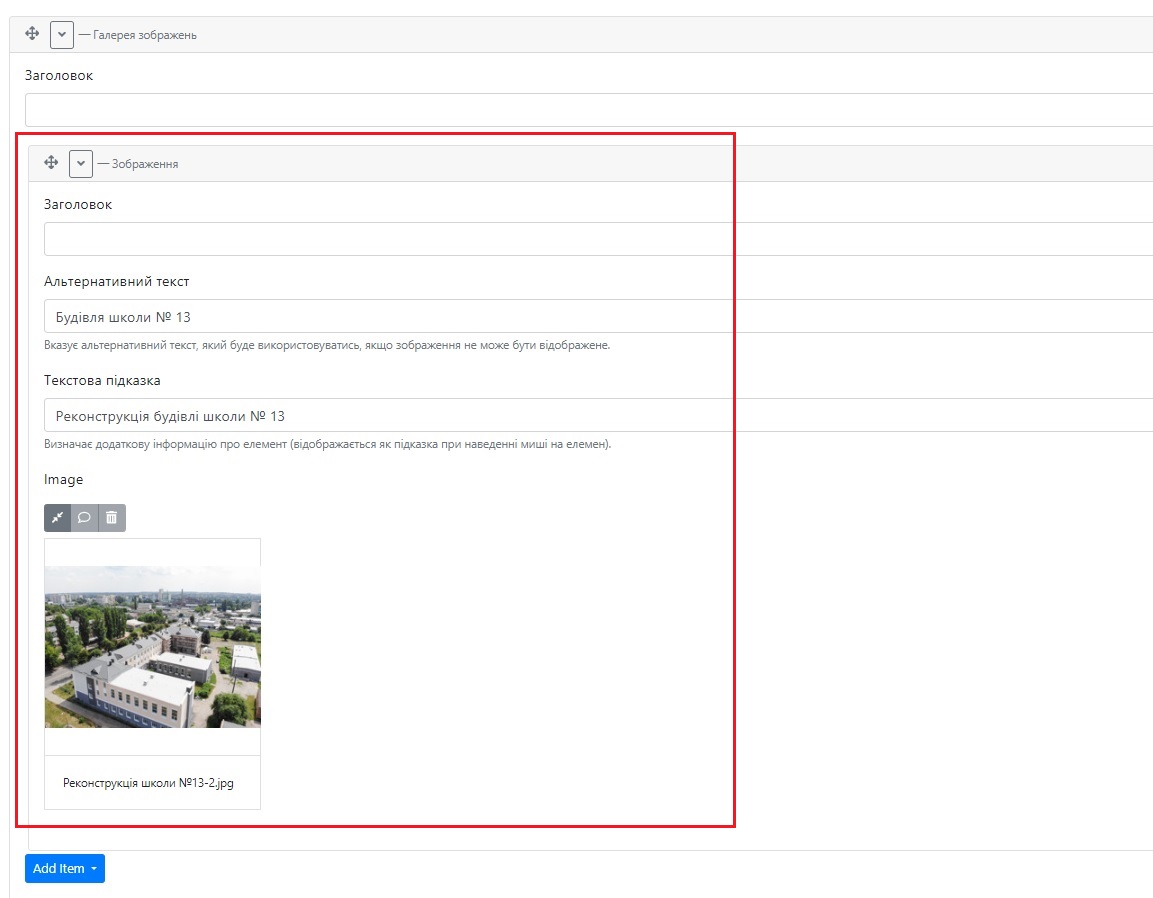 — Галерея зображень
Заголовок
— Зображення
Заголовок
Альтернативний текст
Будівля школи № 13
Вказує альтернативний текст, який буде використовуватись, якщо зображення не може бути відображене.
Текстова підказка
Реконструкція будівлі школи № 13
Визначає додаткову інформацію про елемент (відображається як підказка при наведенні миші на елемен).
Image
Реконструкція школи №13-2.jpg
Add Item